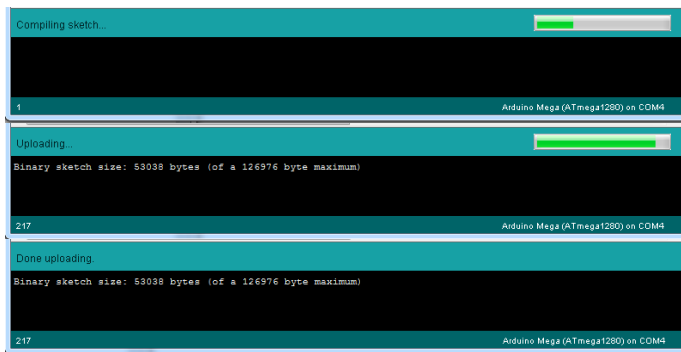 Compiling sketch...
1 Arduino Mega (ATmega1280) on COM4
Uploading...
Binary sketch size: 53038 bytes (of a 126976 byte maximum)
217 Arduino Mega (ATmega1280) on COM4
Done uploading.
Binary sketch size: 53038 bytes (of a 126976 byte maximum)
217 Arduino Mega (ATmega1280) on COM4